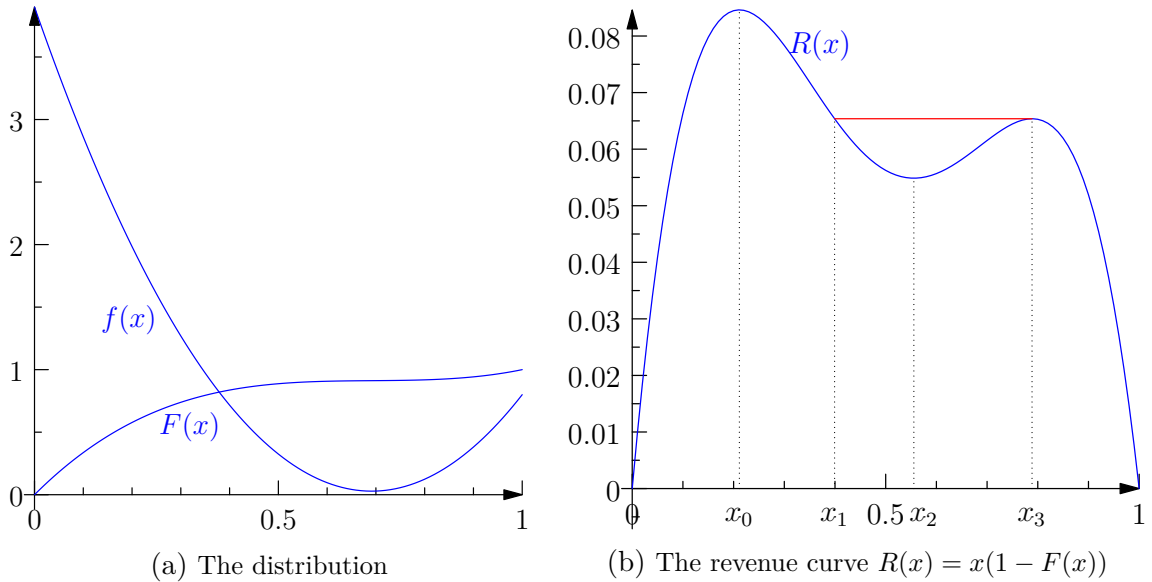 3
2
1
0
f(x)
F(x)
0
0.5
1
(a) The distribution
0.08
0.07
0.06
0.05
0.04
0.03
0.02
0.01
0
R(x)
0
x₀
x₁
0.5
x₂
x₃
1
(b) The revenue curve R(x) = x(1 − F(x))